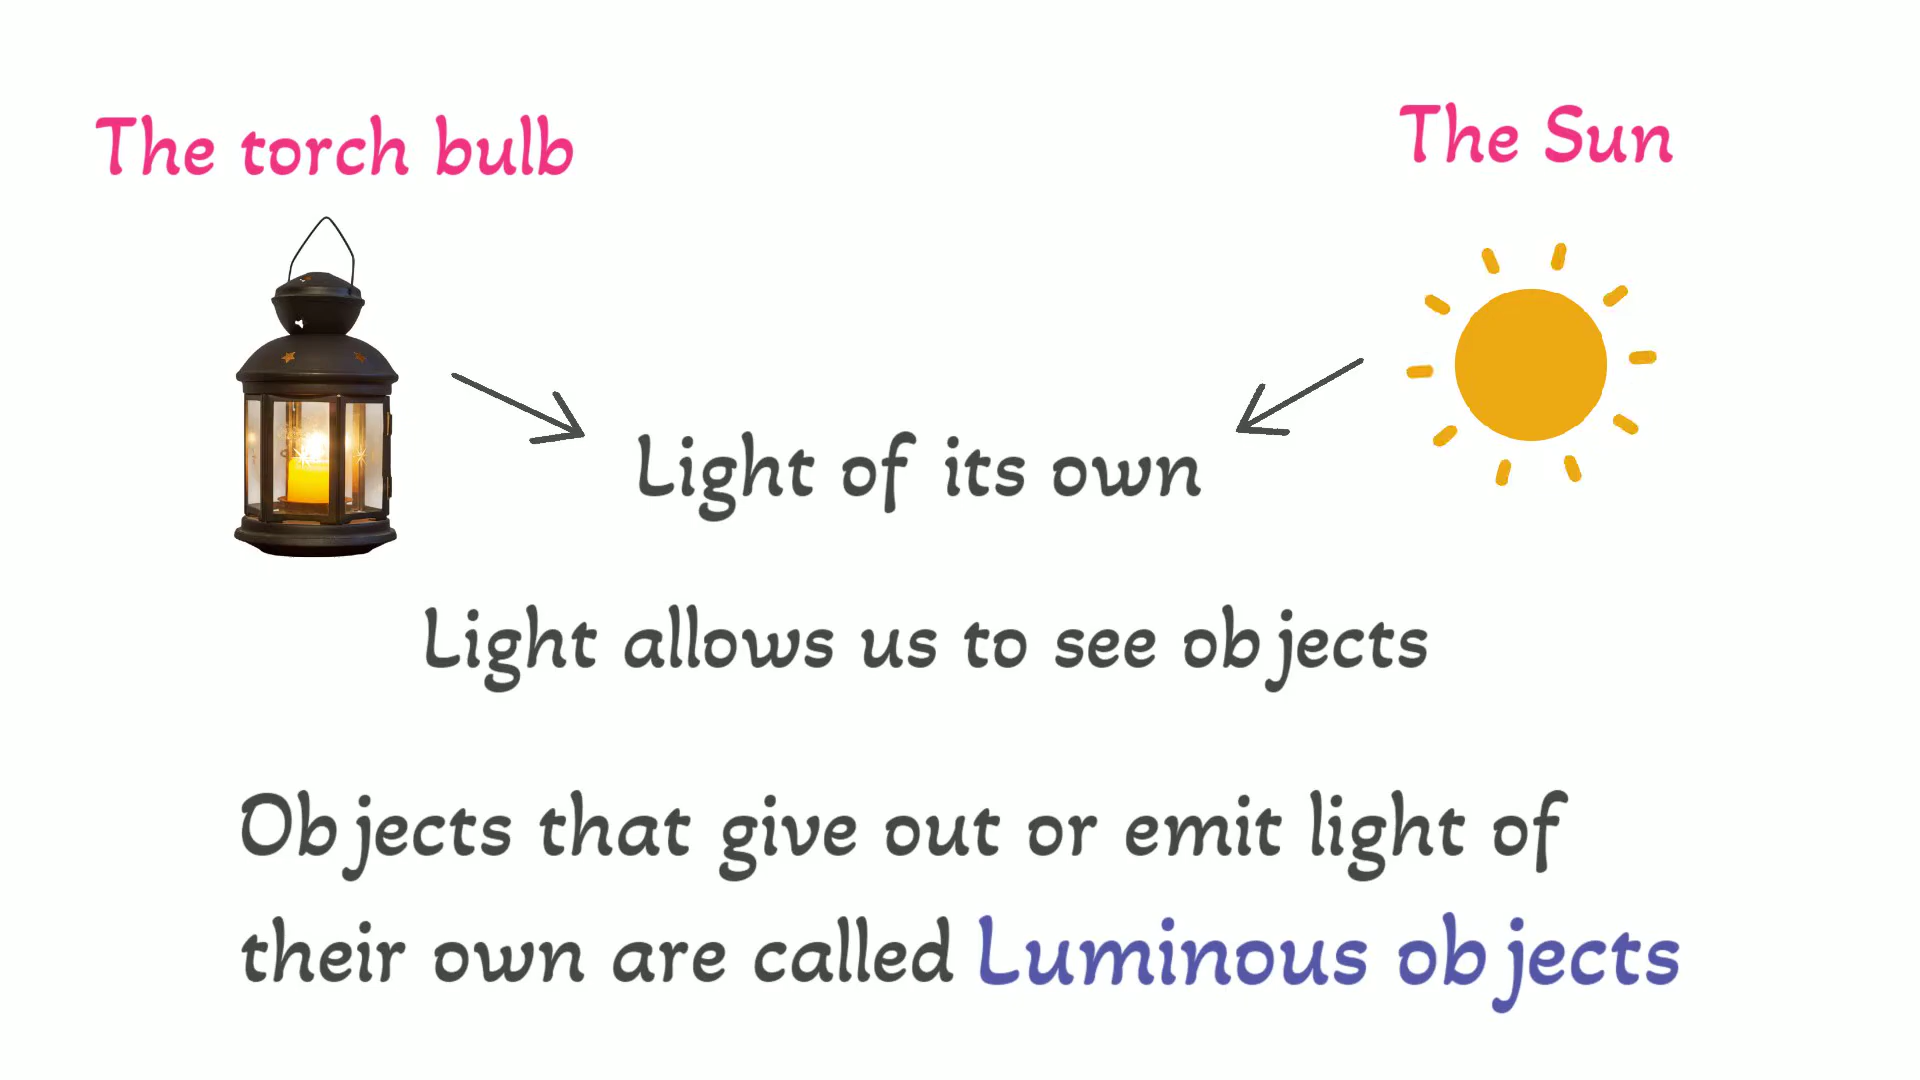 The torch bulb
The Sun
Light of its own
Light allows us to see objects
Objects that give out or emit light of
their own are called Luminous objects